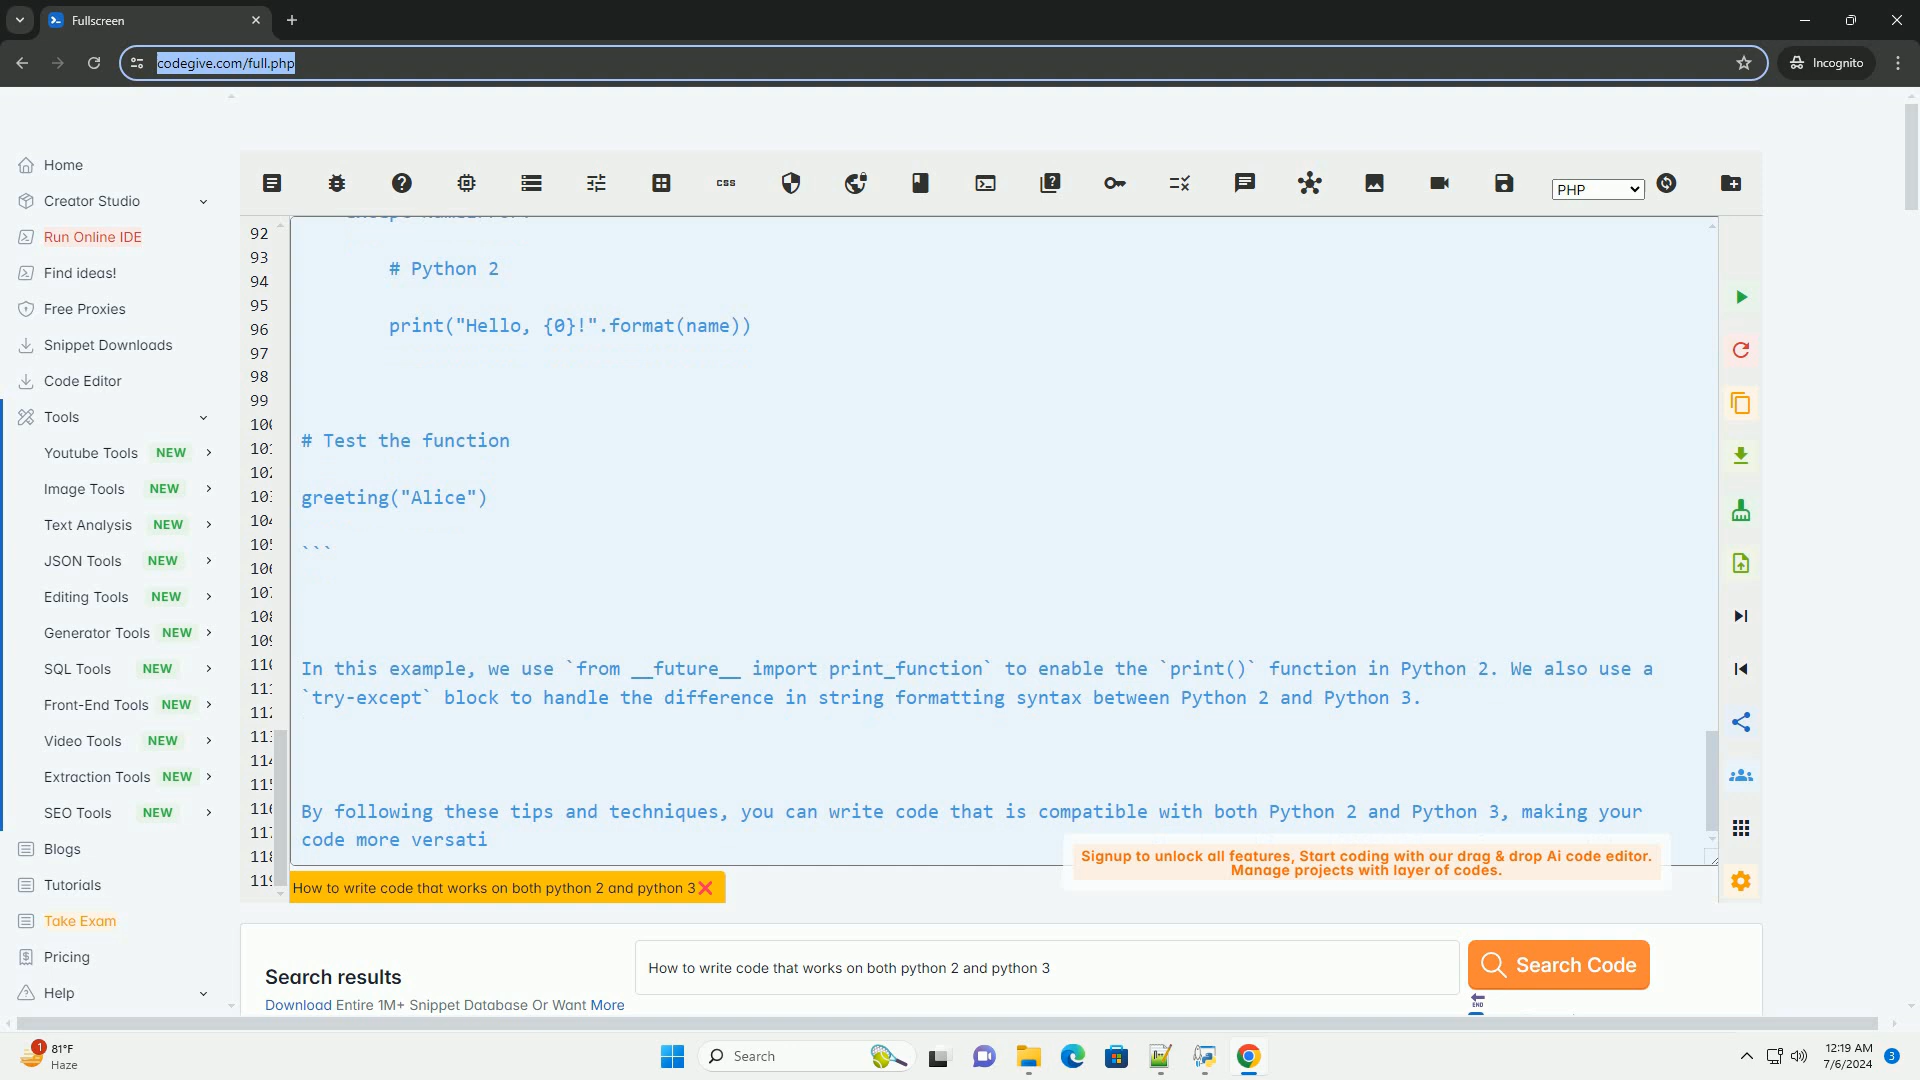 Fullscreen
codegive.com/full.php
Incognito
Home
Creator Studio
Run Online IDE
Find ideas!
Free Proxies
Snippet Downloads
Code Editor
Tools
Youtube Tools NEW
Image Tools NEW
Text Analysis NEW
JSON Tools NEW
Editing Tools NEW
Generator Tools NEW
SQL Tools NEW
Front-End Tools NEW
Video Tools NEW
Extraction Tools NEW
SEO Tools NEW
Blogs
Tutorials
Take Exam
Pricing
Help
css
PHP
92
93
94
95
96
97
98
99
# Python 2
print("Hello, {0}!".format(name))
# Test the function
greeting("Alice")
```
In this example, we use `from __future__ import print_function` to enable the `print()` function in Python 2. We also use a
`try-except` block to handle the difference in string formatting syntax between Python 2 and Python 3.
By following these tips and techniques, you can write code that is compatible with both Python 2 and Python 3, making your
code more versati
Signup to unlock all features, Start coding with our drag & drop Ai code editor.
Manage projects with layer of codes.
How to write code that works on both python 2 and python 3
Search results
How to write code that works on both python 2 and python 3
Search Code
END
Download Entire 1M+ Snippet Database Or Want More
1
81°F
Haze
Search
12:19 AM
7/6/2024
3